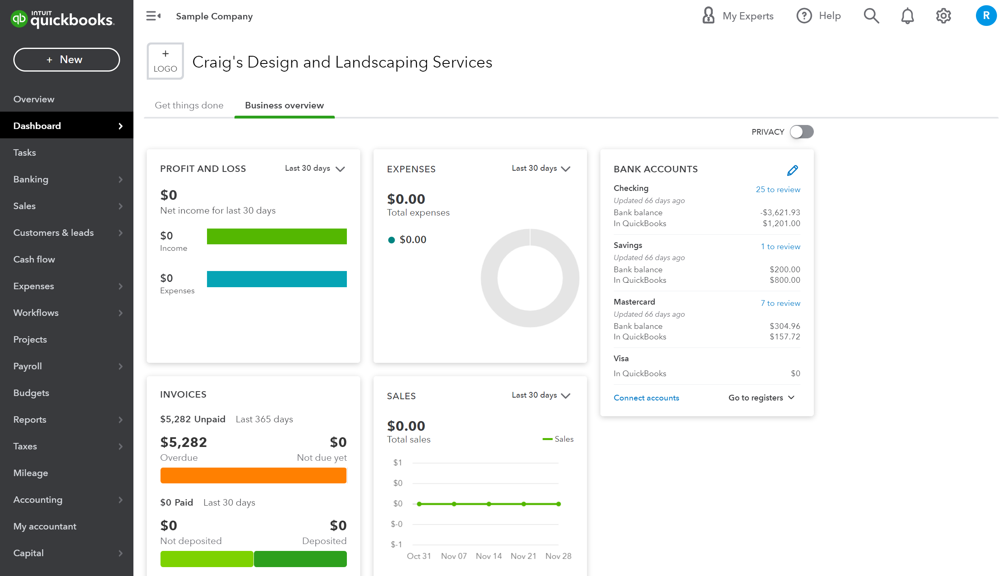 INTUIT
quickbooks.
+ New
Overview
Dashboard
Tasks
Banking
Sales
Customers & leads
Cash flow
Expenses
Workflows
Projects
Payroll
Budgets
Reports
Taxes
Mileage
Accounting
My accountant
Capital
Sample Company
My Experts
? Help
R
+
LOGO
Craig's Design and Landscaping Services
Get things done
Business overview
PRIVACY
PROFIT AND LOSS Last 30 days
$0
Net income for last 30 days
$0
Income
$0
Expenses
EXPENSES Last 30 days
$0.00
Total expenses
$0.00
BANK ACCOUNTS
Checking 25 to review
Updated 66 days ago
Bank balance -$3,621.93
In QuickBooks $1,201.00
Savings 1 to review
Updated 66 days ago
Bank balance $200.00
In QuickBooks $800.00
Mastercard 7 to review
Updated 66 days ago
Bank balance $304.96
In QuickBooks $157.72
Visa
In QuickBooks $0
Connect accounts Go to registers
INVOICES
$5,282 Unpaid Last 365 days
$5,282 $0
Overdue Not due yet
$0 Paid Last 30 days
$0 $0
Not deposited Deposited
SALES Last 30 days
$0.00
Total sales
Sales
$1
$0
$0
$-0
$-1
Oct 31 Nov 07 Nov 14 Nov 21 Nov 28